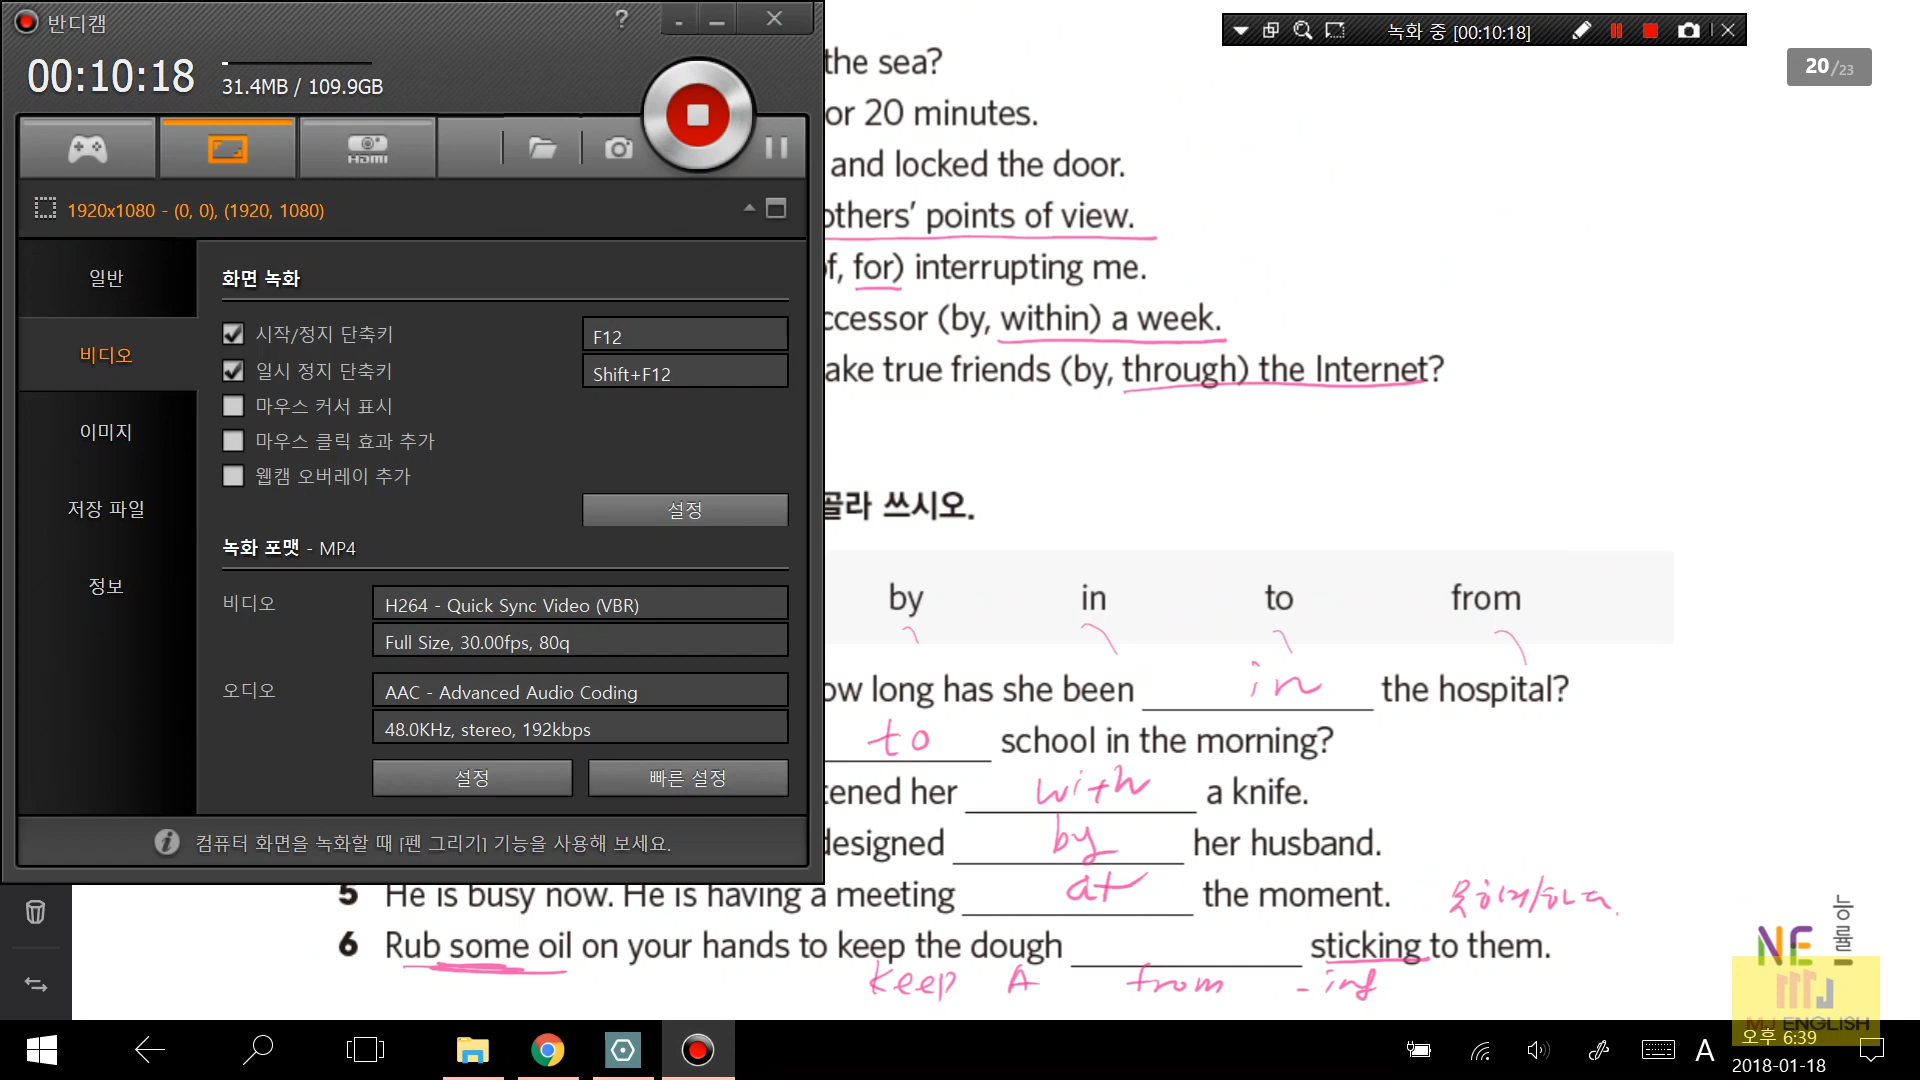 반디캠
?
00:10:18
31.4MB / 109.9GB
HDMI
1920x1080 - (0, 0), (1920, 1080)
일반
비디오
이미지
저장 파일
정보
화면 녹화
시작/정지 단축키
F12
일시 정지 단축키
Shift+F12
마우스 커서 표시
마우스 클릭 효과 추가
웹캠 오버레이 추가
설정
녹화 포맷 - MP4
비디오
H264 - Quick Sync Video (VBR)
Full Size, 30.00fps, 80q
오디오
AAC - Advanced Audio Coding
48.0KHz, stereo, 192kbps
설정
빠른 설정
컴퓨터 화면을 녹화할 때 [펜 그리기] 기능을 사용해 보세요.
녹화 중 [00:10:18]
20/23
the sea?
or 20 minutes.
and locked the door.
others' points of view.
f, for) interrupting me.
ccessor (by, within) a week.
ake true friends (by, through) the Internet?
골라 쓰시오.
by in to from
ow long has she been in the hospital?
to school in the morning?
tened her with a knife.
designed by her husband.
5 He is busy now. He is having a meeting at the moment.
6 Rub some oil on your hands to keep the dough sticking to them.
keep A from -ing
NE 능률
MJ ENGLISH
A
오후 6:39
2018-01-18